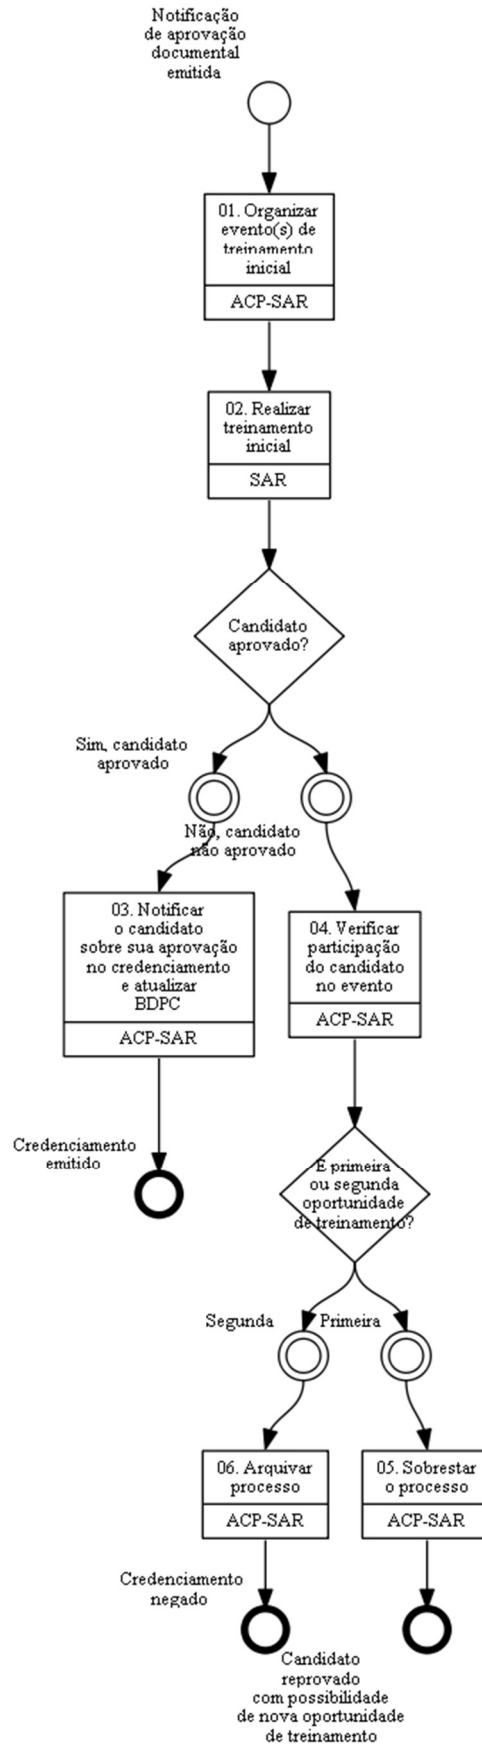 Notificação
de aprovação
documental
emitida
01. Organizar
evento(s) de
treinamento
inicial
ACP-SAR
02. Realizar
treinamento
inicial
SAR
Candidato
aprovado?
Sim, candidato
aprovado
Não, candidato
não aprovado
03. Notificar
o candidato
sobre sua aprovação
no credenciamento
e atualizar
BDPC
ACP-SAR
04. Verificar
participação
do candidato
no evento
ACP-SAR
Credenciamento
emitido
É primeira
ou segunda
oportunidade
de treinamento?
Segunda
Primeira
06. Arquivar
processo
ACP-SAR
05. Sobrestar
o processo
ACP-SAR
Credenciamento
negado
Candidato
reprovado
com possibilidade
de nova oportunidade
de treinamento